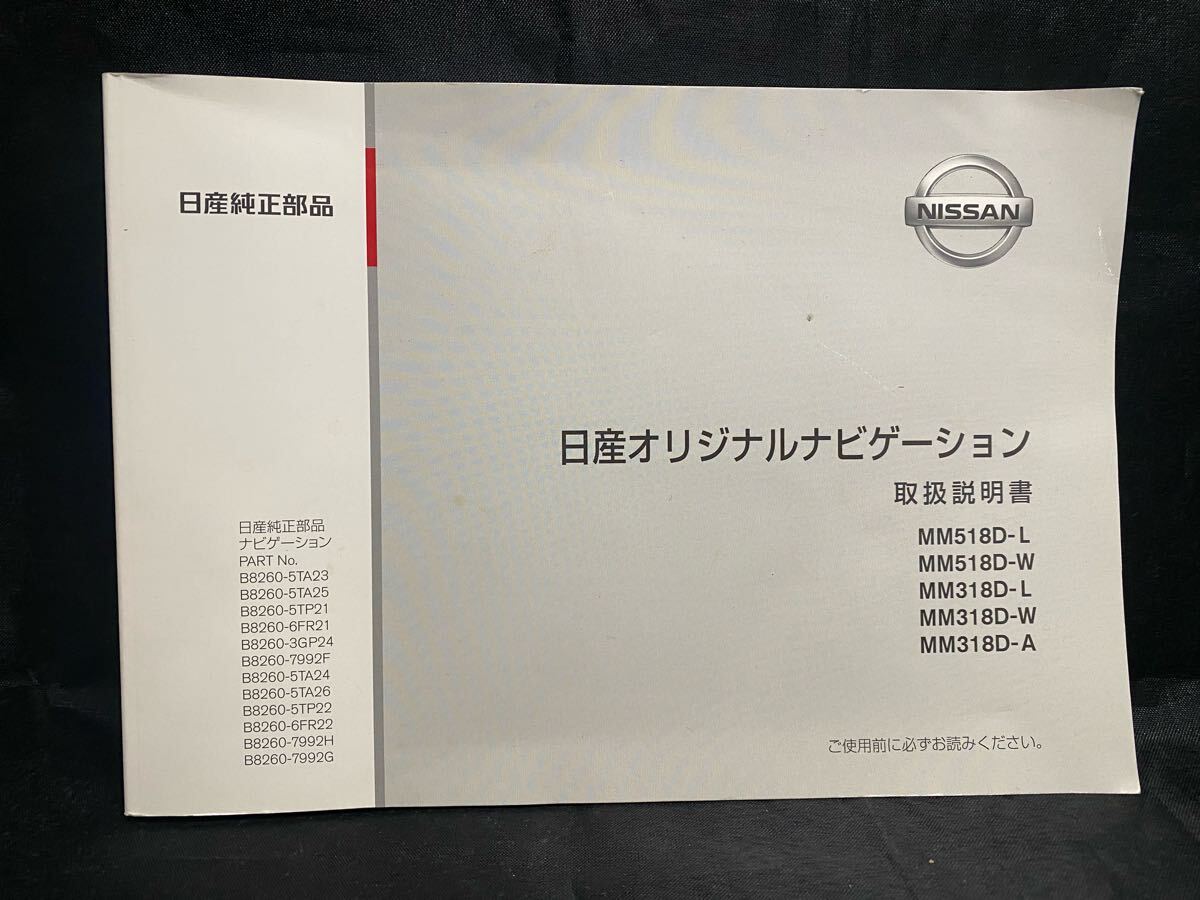 日産純正部品
NISSAN
日産オリジナルナビゲーション
取扱説明書
MM518D-L
MM518D-W
MM318D-L
MM318D-W
MM318D-A
日産純正部品
ナビゲーション
PART No.
B8260-5TA23
B8260-5TA25
B8260-5TP21
B8260-6FR21
B8260-3GP24
B8260-7992F
B8260-5TA24
B8260-5TA26
B8260-5TP22
B8260-6FR22
B8260-7992H
B8260-7992G
ご使用前に必ずお読みください。